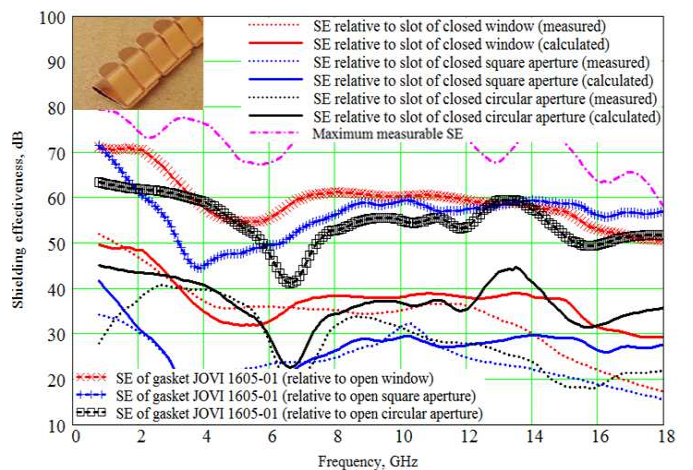 100
90
80
70
60
50
40
30
20
10
Shielding effectiveness, dB
SE relative to slot of closed window (measured)
SE relative to slot of closed window (calculated)
SE relative to slot of closed square aperture (measured)
SE relative to slot of closed square aperture (calculated)
SE relative to slot of closed circular aperture (measured)
SE relative to slot of closed circular aperture (calculated)
Maximum measurable SE
SE of gasket JOVI 1605-01 (relative to open window)
SE of gasket JOVI 1605-01 (relative to open square aperture)
SE of gasket JOVI 1605-01 (relative to open circular aperture)
0 2 4 6 8 10 12 14 16 18
Frequency, GHz